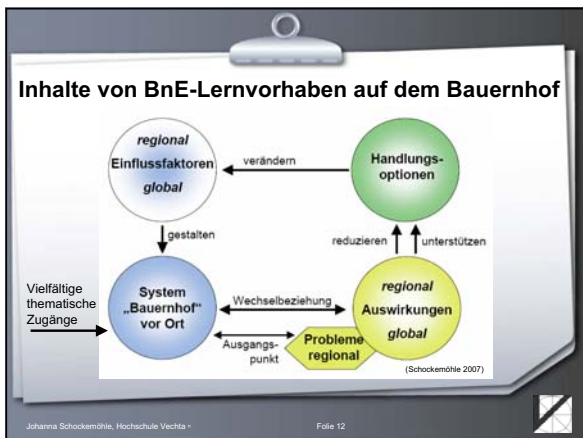 Inhalte von BnE-Lernvorhaben auf dem Bauernhof
regional
Einflussfaktoren
global
verändern
Handlungs-
optionen
gestalten
reduzieren
unterstützen
Vielfältige
thematische
Zugänge
System
„Bauernhof“
vor Ort
Wechselbeziehung
regional
Auswirkungen
global
Ausgangs-
punkt
Probleme
regional
(Schockemöhle 2007)
Johanna Schockemöhle, Hochschule Vechta
Folie 12